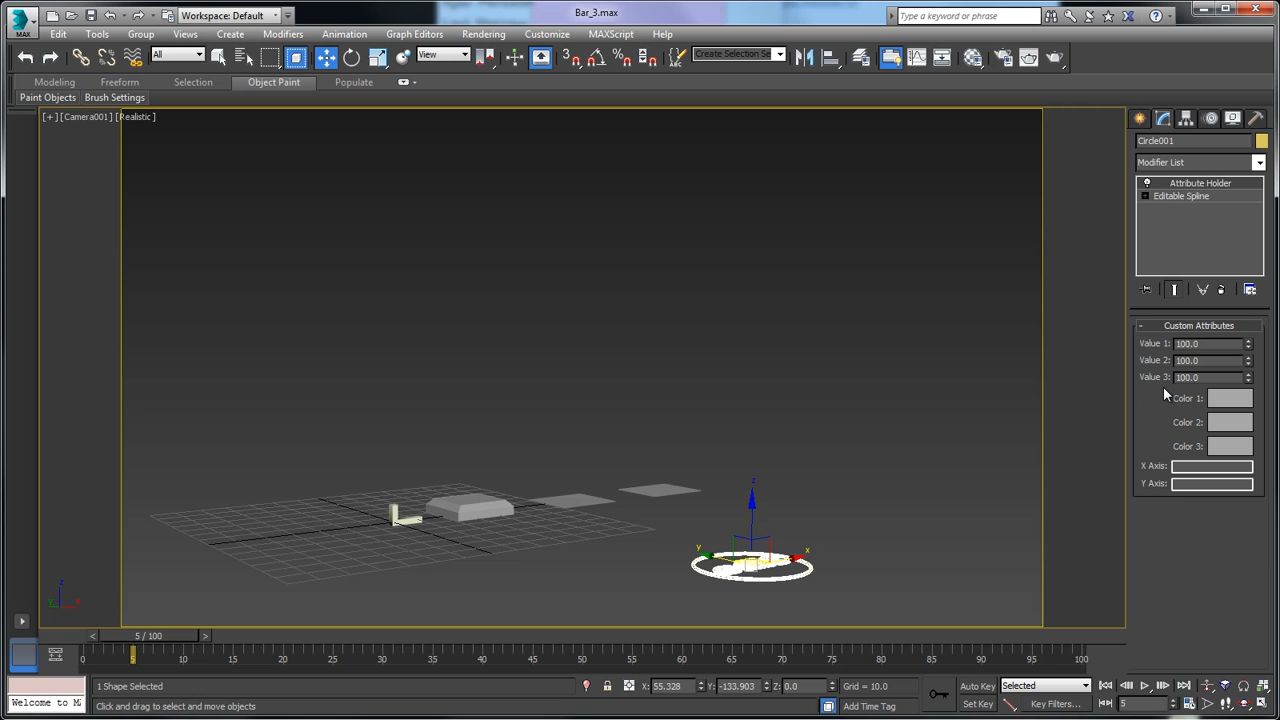 Bar_3.max
MAX
Workspace: Default
Type a keyword or phrase
Edit Tools Group Views Create Modifiers Animation Graph Editors Rendering Customize MAXScript Help
All
View
Create Selection Se
Modeling Freeform Selection Object Paint Populate
Paint Objects Brush Settings
[+] [Camera001] [Realistic]
Circle001
Modifier List
Attribute Holder
Editable Spline
- Custom Attributes
Value 1: 100.0
Value 2: 100.0
Value 3: 100.0
Color 1:
Color 2:
Color 3:
X Axis:
Y Axis:
z
y x
z
y x
< 5 / 100 >
0 5 10 15 20 25 30 35 40 45 50 55 60 65 70 75 80 85 90 95 100
1 Shape Selected
X: 55.328 Y: -133.903 Z: 0.0 Grid = 10.0
Auto Key Selected
Welcome to M
Click and drag to select and move objects
Add Time Tag
Set Key Key Filters... 5